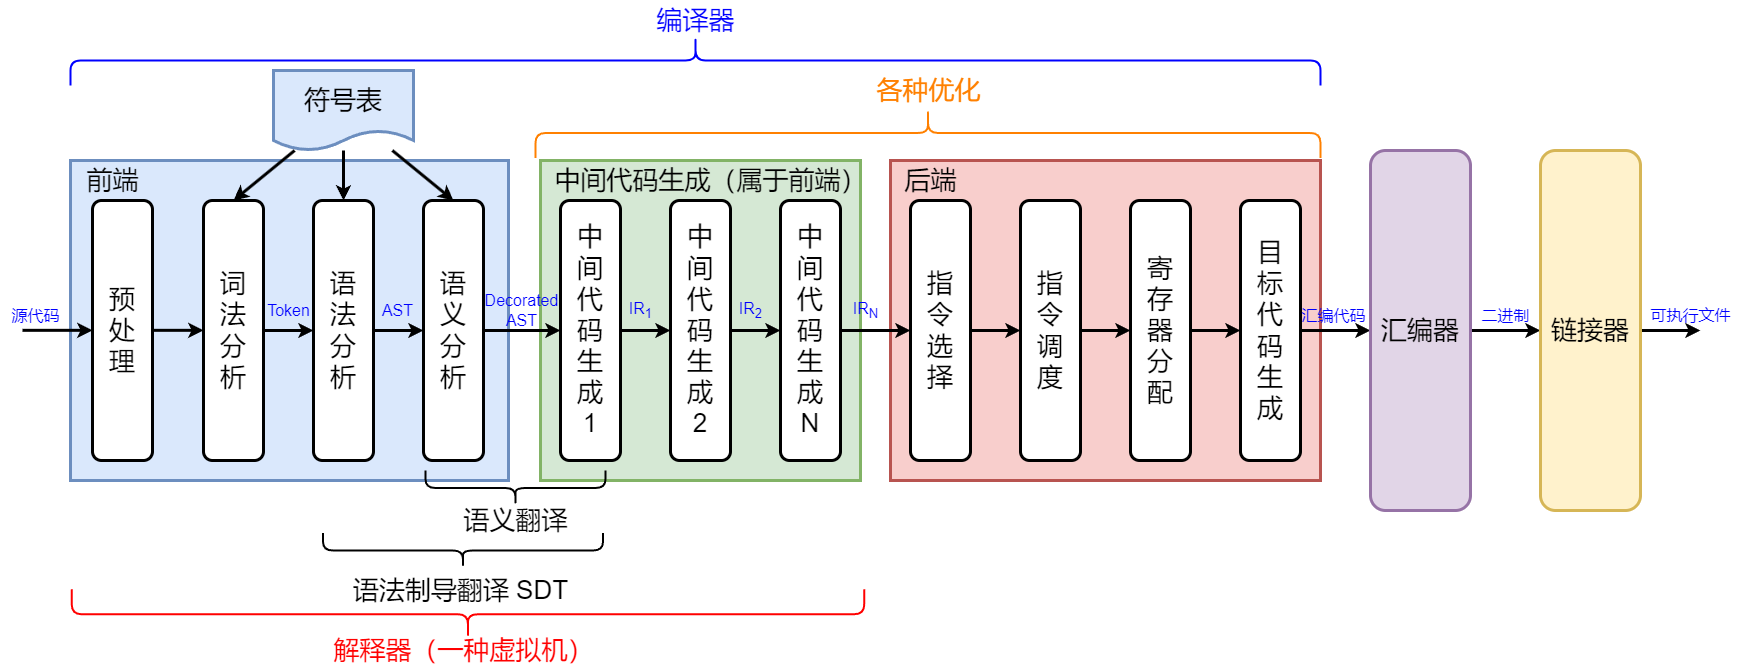 编译器
各种优化
符号表
前端
中间代码生成（属于前端）
后端
源代码
预处理
词法分析
Token
语法分析
AST
语义分析
Decorated
AST
中间代码生成1
IR1
中间代码生成2
IR2
中间代码生成N
IRN
指令选择
指令调度
寄存器分配
目标代码生成
汇编代码
汇编器
二进制
链接器
可执行文件
语义翻译
语法制导翻译 SDT
解释器（一种虚拟机）